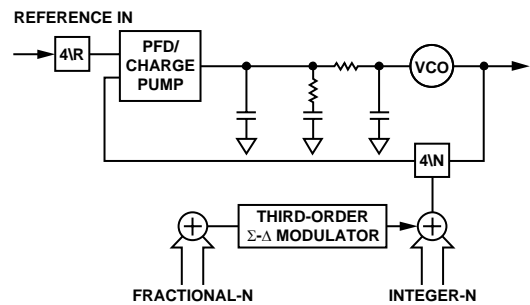 REFERENCE IN
4\R
PFD/
CHARGE
PUMP
VCO
4\N
THIRD-ORDER
Σ-Δ MODULATOR
FRACTIONAL-N
INTEGER-N